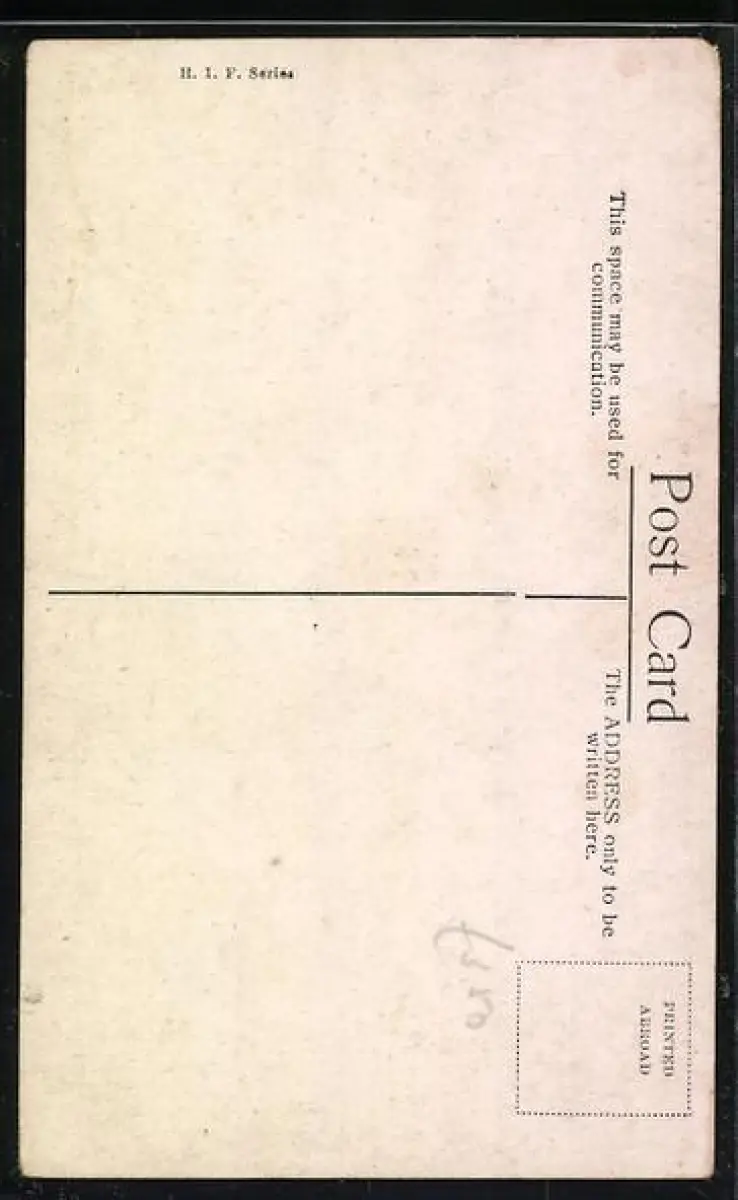 H. I. F. Series
Post Card
This space may be used for
communication.
The ADDRESS only to be
written here.
PRINTED
ABROAD